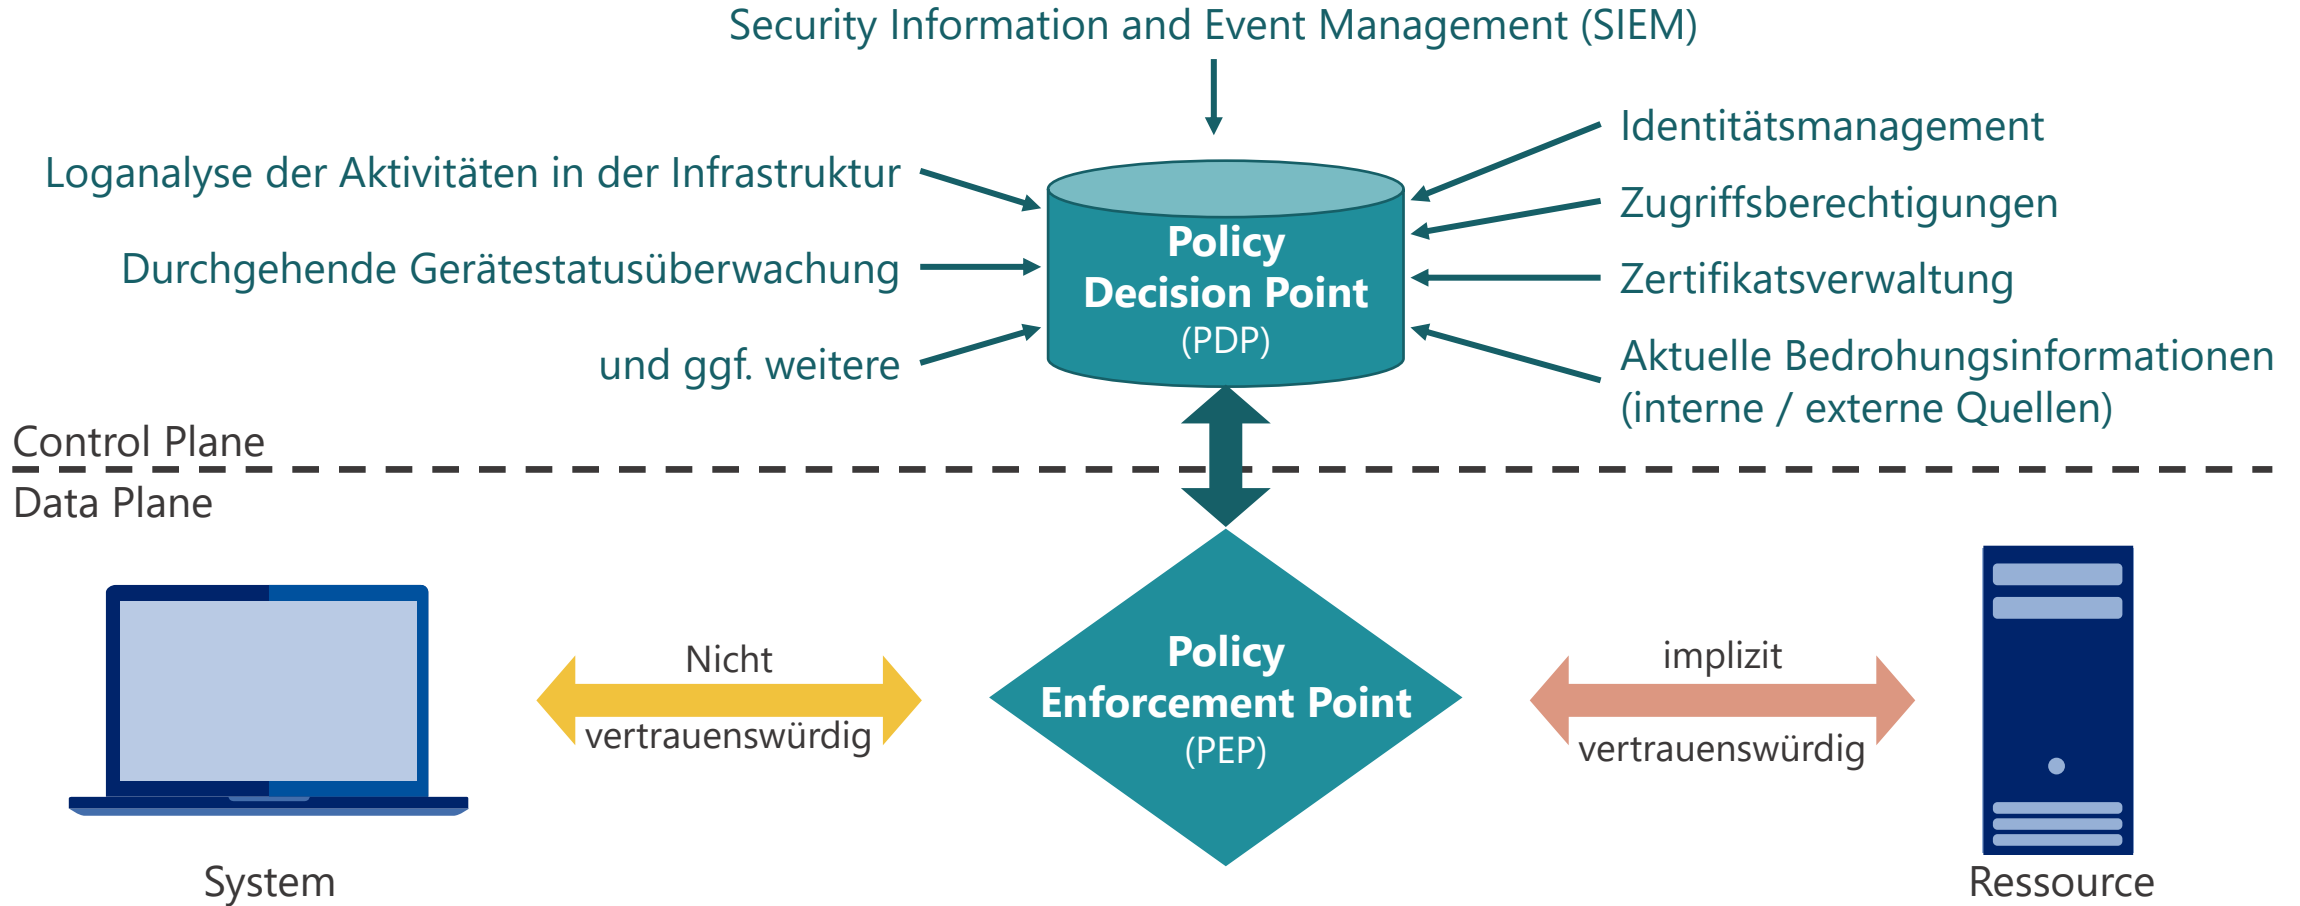 Security Information and Event Management (SIEM)
Loganalyse der Aktivitäten in der Infrastruktur
Durchgehende Gerätestatusüberwachung
und ggf. weitere
Policy
Decision Point
(PDP)
Identitätsmanagement
Zugriffsberechtigungen
Zertifikatsverwaltung
Aktuelle Bedrohungsinformationen
(interne / externe Quellen)
Control Plane
Data Plane
Nicht
vertrauenswürdig
Policy
Enforcement Point
(PEP)
implizit
vertrauenswürdig
System
Ressource